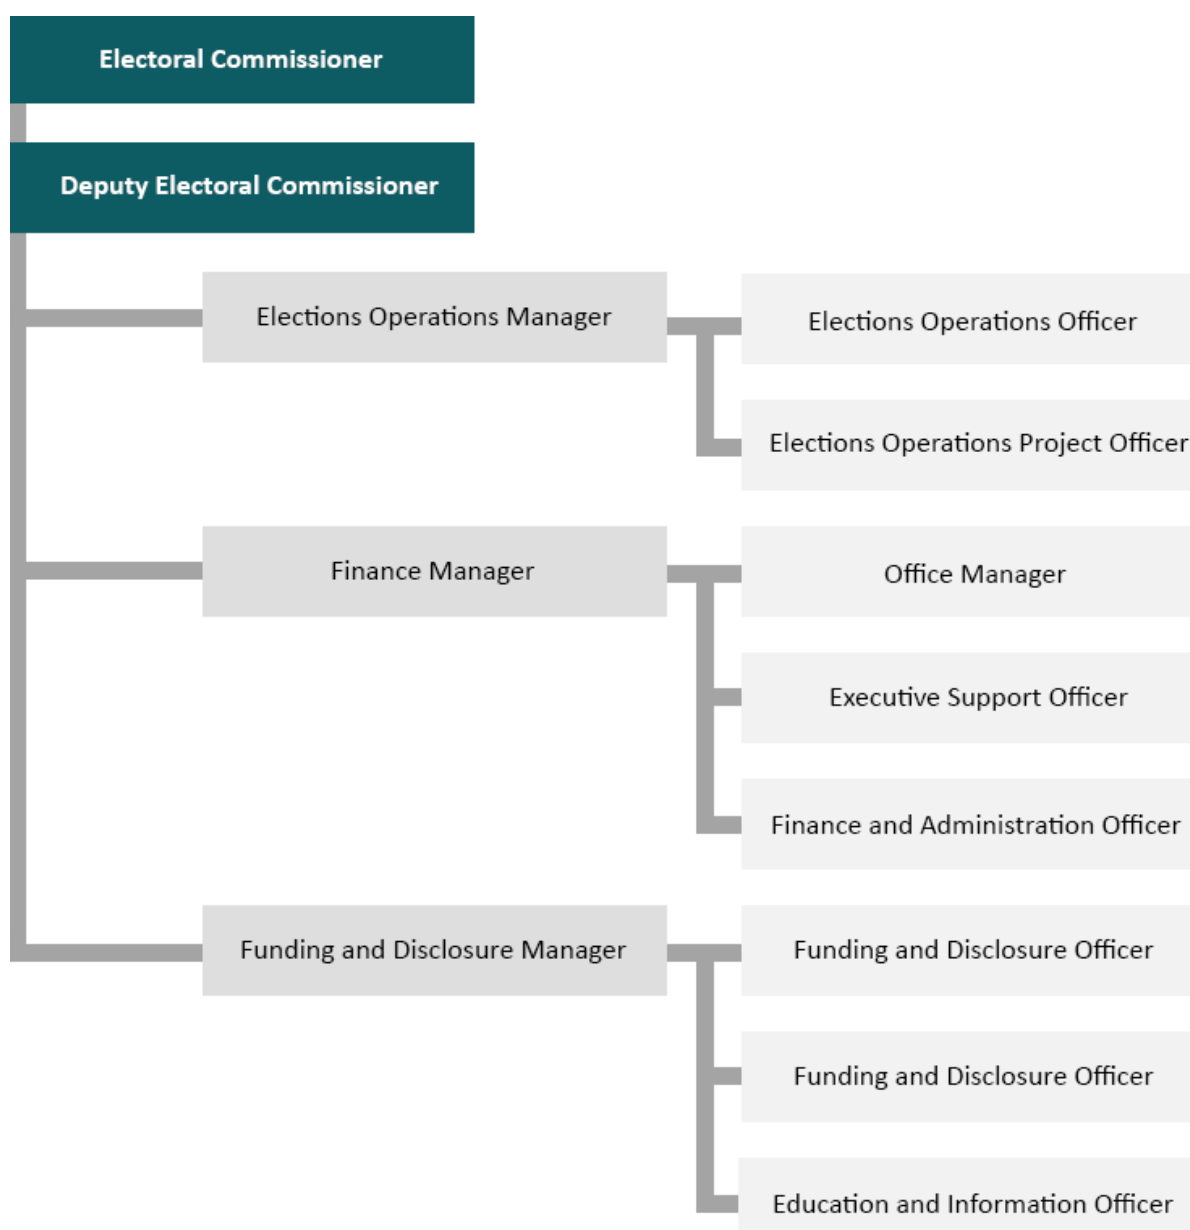 Electoral Commissioner
Deputy Electoral Commissioner
Elections Operations Manager
Elections Operations Officer
Elections Operations Project Officer
Finance Manager
Office Manager
Executive Support Officer
Finance and Administration Officer
Funding and Disclosure Manager
Funding and Disclosure Officer
Funding and Disclosure Officer
Education and Information Officer